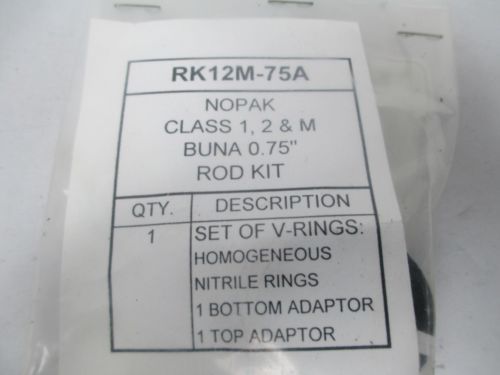 RK12M-75A
NOPAK
CLASS 1, 2 & M
BUNA 0.75"
ROD KIT
QTY. DESCRIPTION
1 SET OF V-RINGS:
HOMOGENEOUS
NITRILE RINGS
1 BOTTOM ADAPTOR
1 TOP ADAPTOR